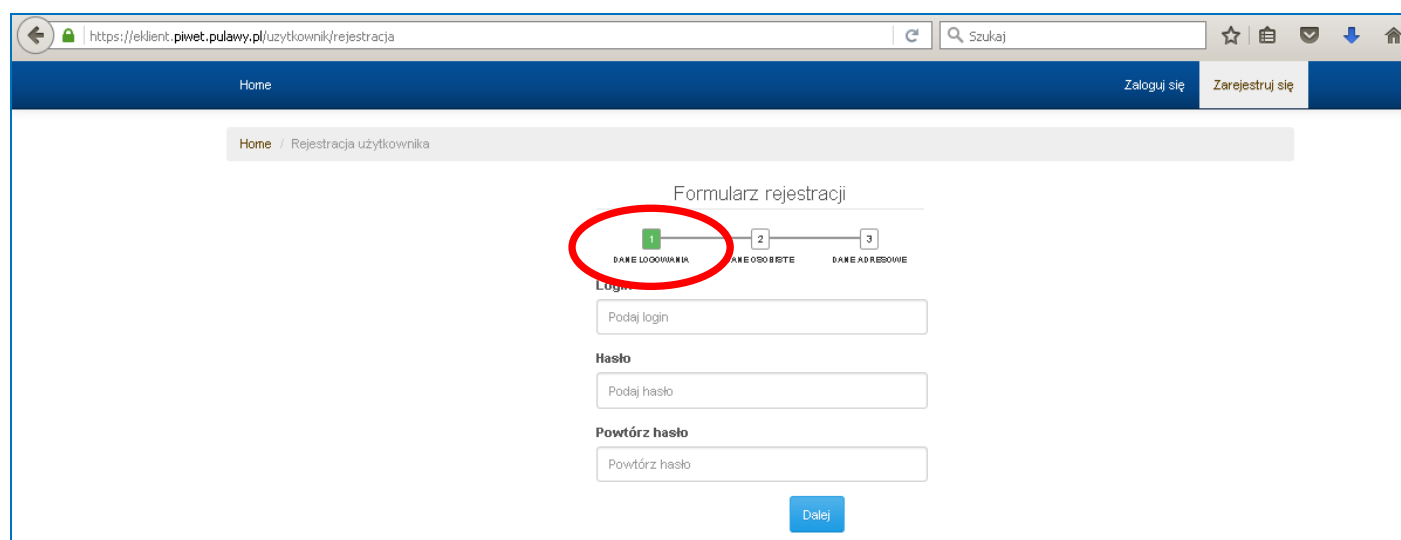 https://eklient.piwet.pulawy.pl/uzytkownik/rejestracja
Szukaj
Home
Zaloguj się
Zarejestruj się
Home / Rejestracja użytkownika
Formularz rejestracji
1 2 3
DANE LOGOWANIA DANE OSOBISTE DANE ADRESOWE
Login
Podaj login
Hasło
Podaj hasło
Powtórz hasło
Powtórz hasło
Dalej